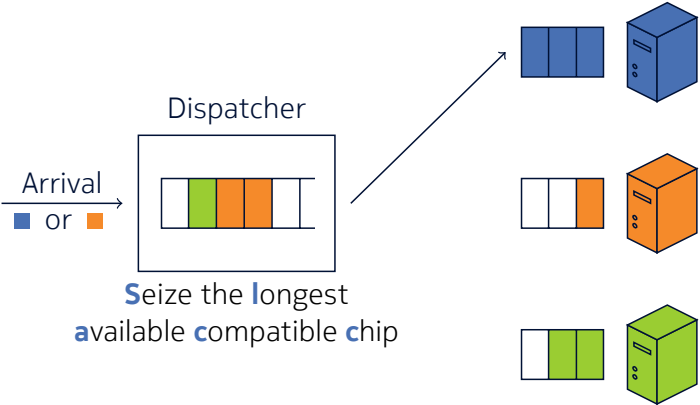 Dispatcher
Arrival
or
Seize the longest
available compatible chip